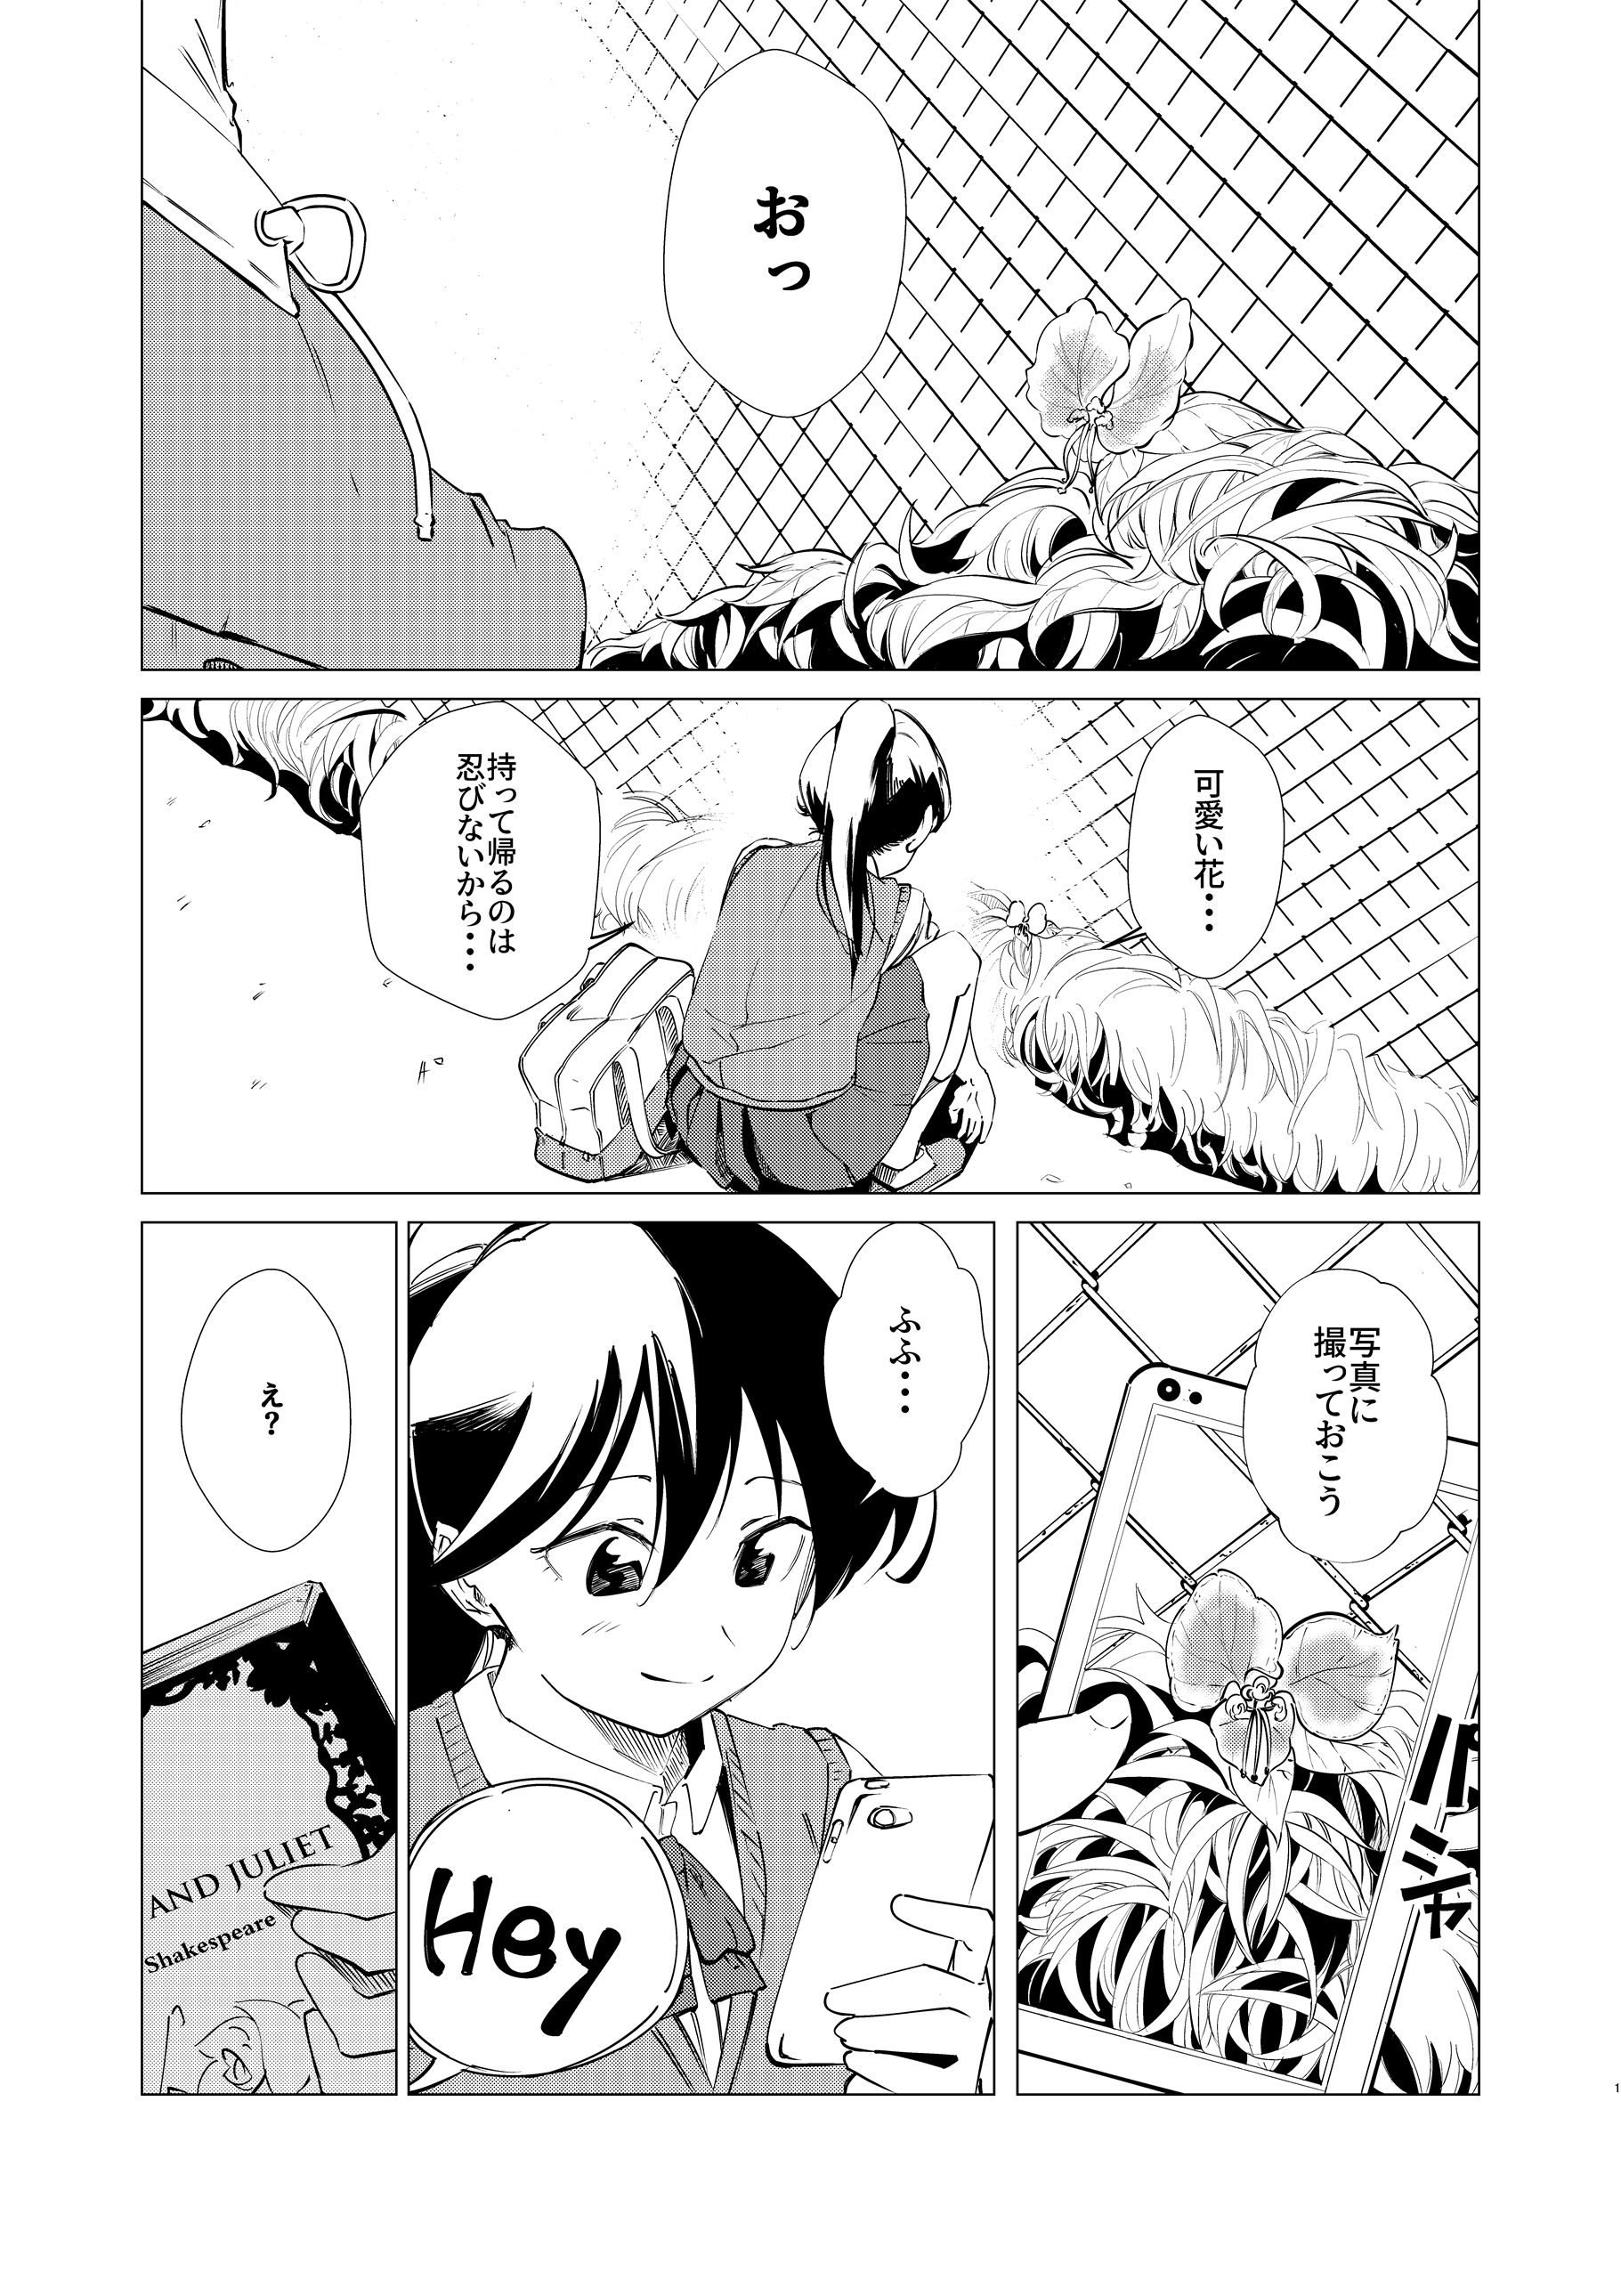 おっ
可愛い花・・・
持って帰るのは
忍びないから・・・
写真に
撮っておこう
パシャ
ふふ・・・
Hey
え？
AND JULIET
Shakespeare
1